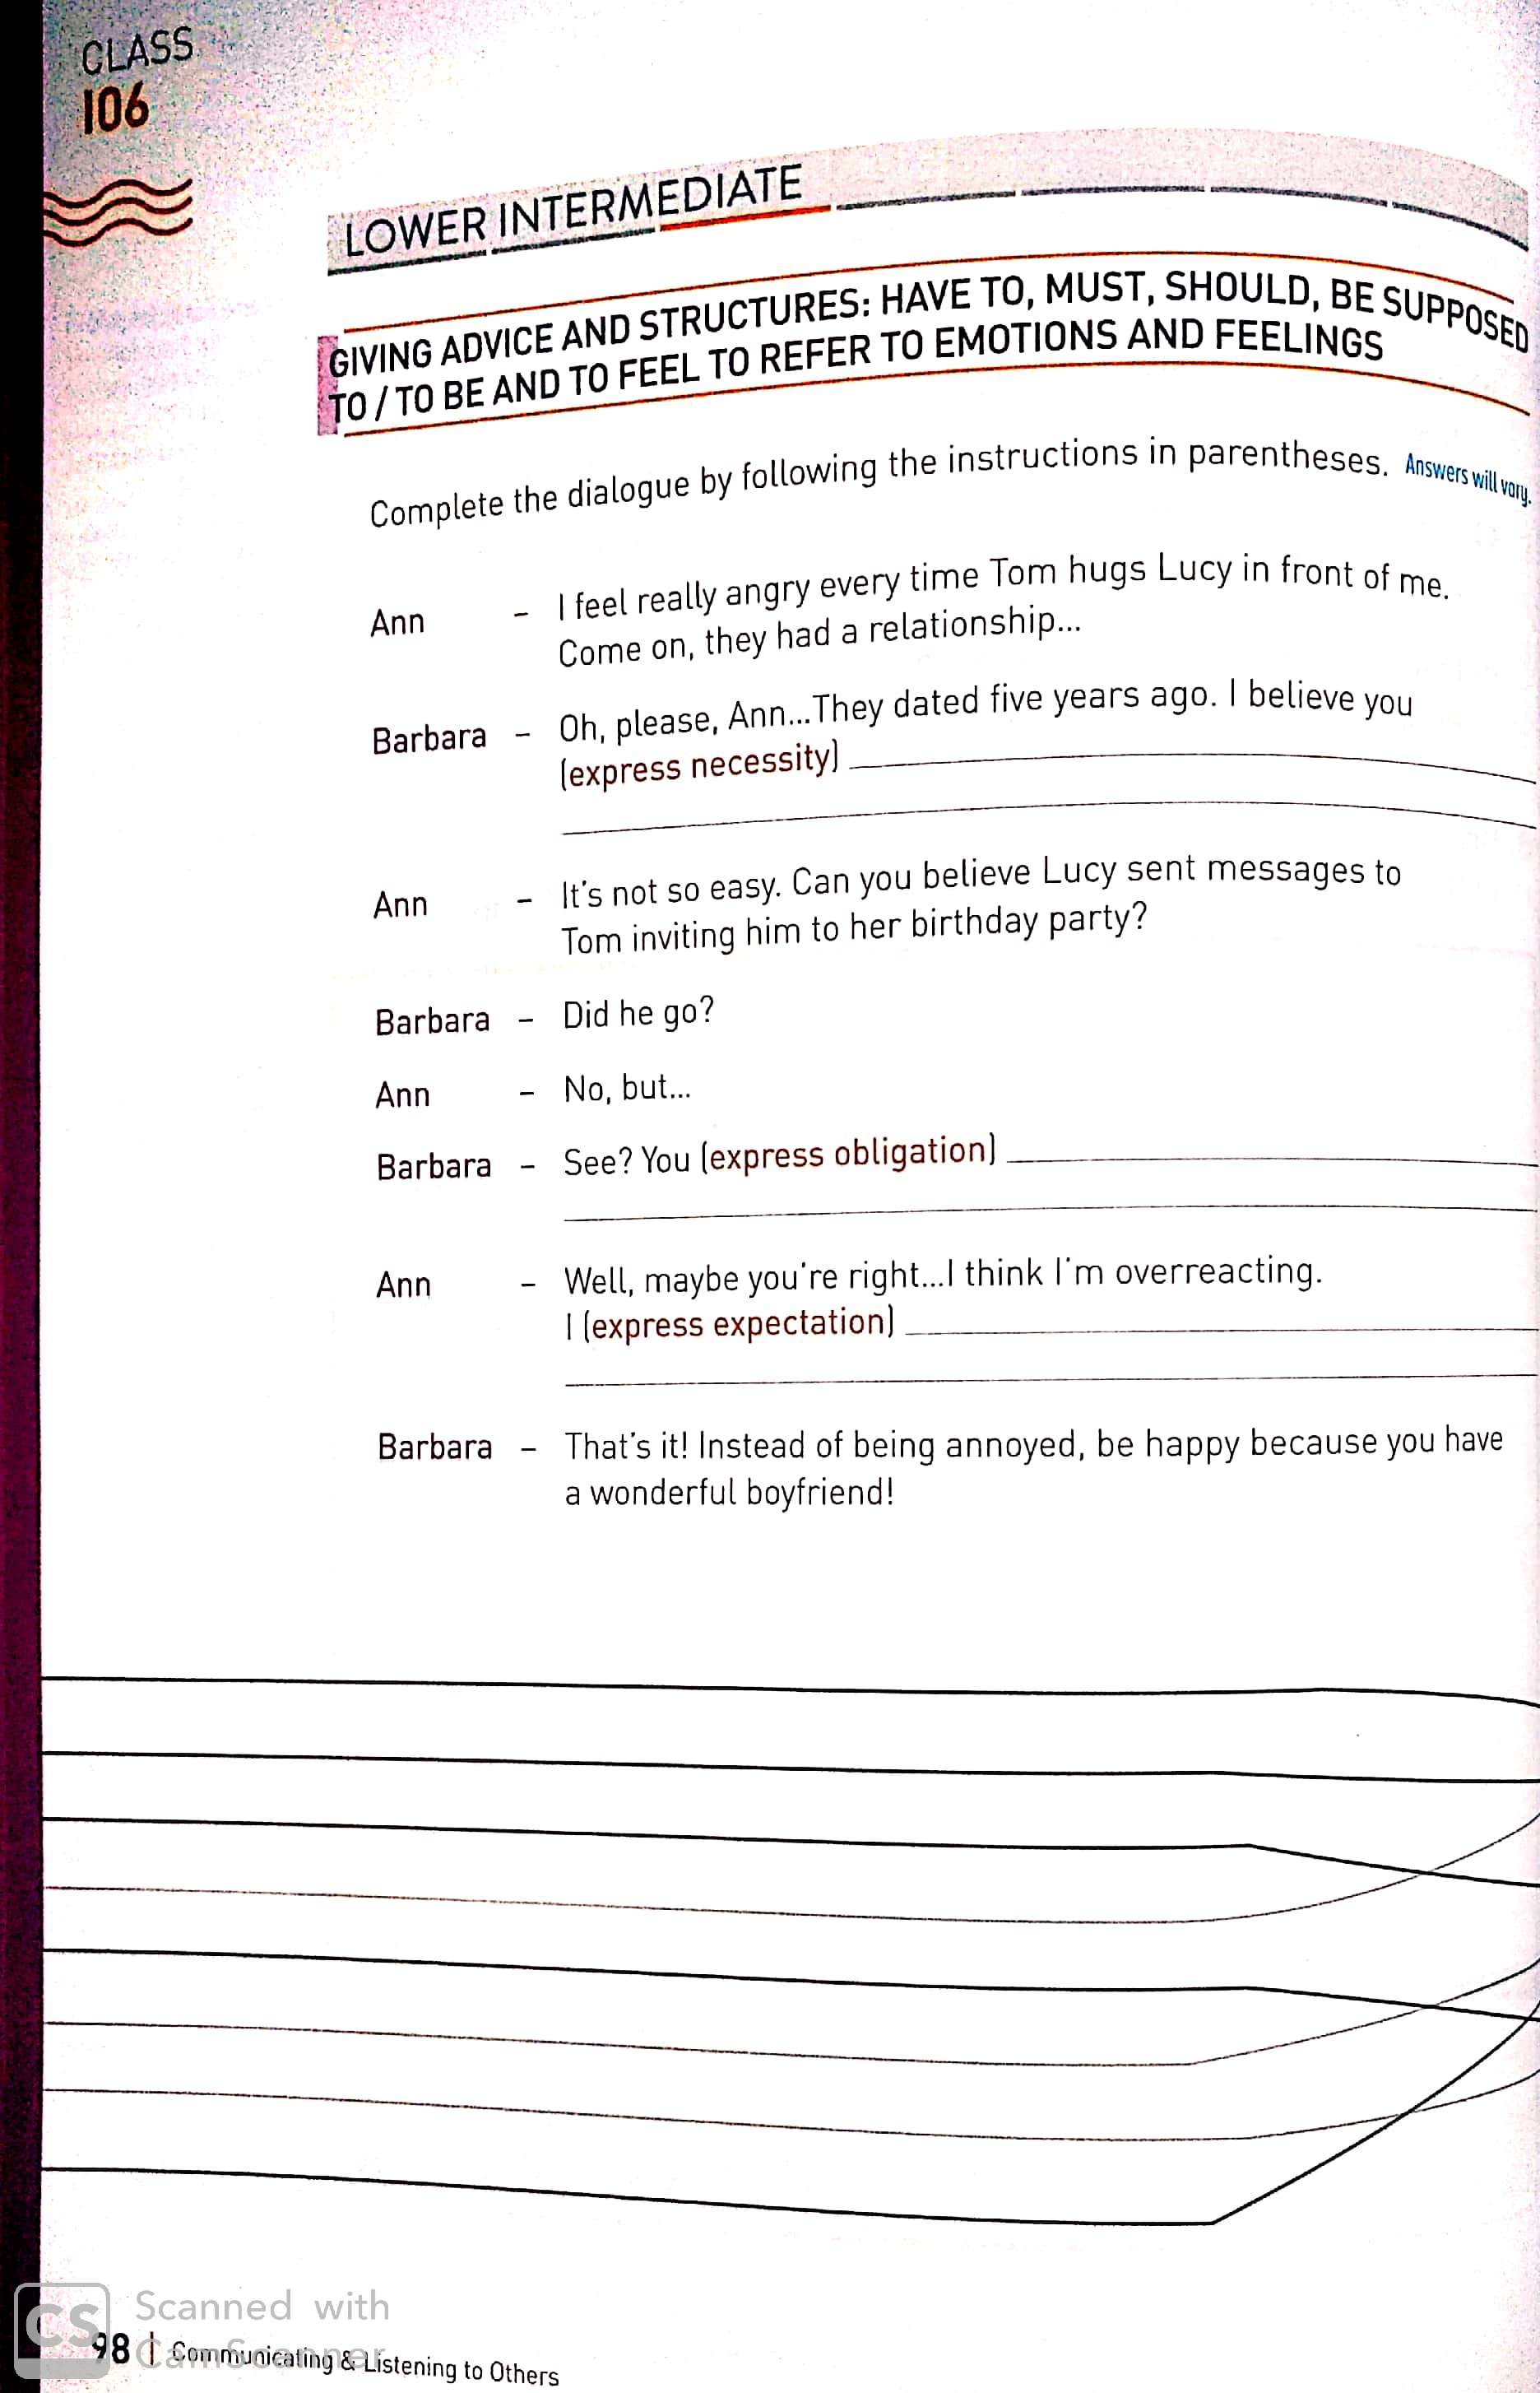 CLASS
106
LOWER INTERMEDIATE
GIVING ADVICE AND STRUCTURES: HAVE TO, MUST, SHOULD, BE SUPPOSED
TO / TO BE AND TO FEEL TO REFER TO EMOTIONS AND FEELINGS
Complete the dialogue by following the instructions in parentheses. Answers will vary.
Ann – I feel really angry every time Tom hugs Lucy in front of me.
Come on, they had a relationship...
Barbara – Oh, please, Ann...They dated five years ago. I believe you
(express necessity)
Ann – It's not so easy. Can you believe Lucy sent messages to
Tom inviting him to her birthday party?
Barbara – Did he go?
Ann – No, but...
Barbara – See? You (express obligation)
Ann – Well, maybe you're right...I think I'm overreacting.
I (express expectation)
Barbara – That's it! Instead of being annoyed, be happy because you have
a wonderful boyfriend!
CS
Scanned with
CamScanner
98 | Communicating & Listening to Others